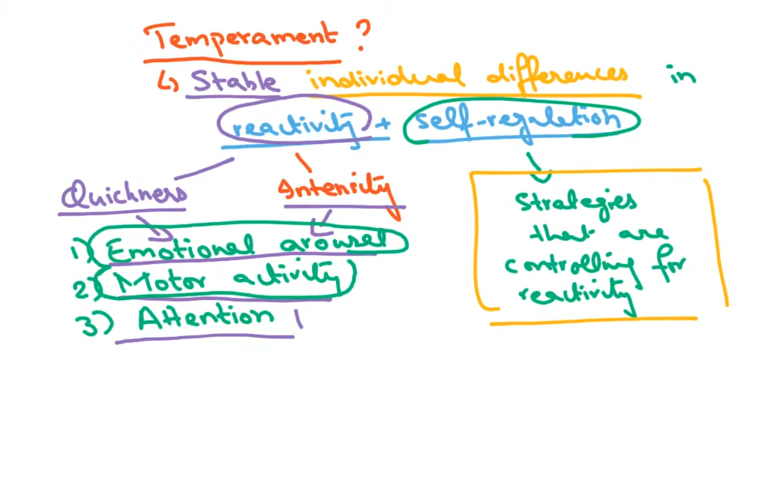 Temperament ?
↳ Stable individual differences in
reactivity + self-regulation
Quickness Intensity
1) Emotional arousal
2) Motor activity
3) Attention
Strategies
that are
controlling for
reactivity